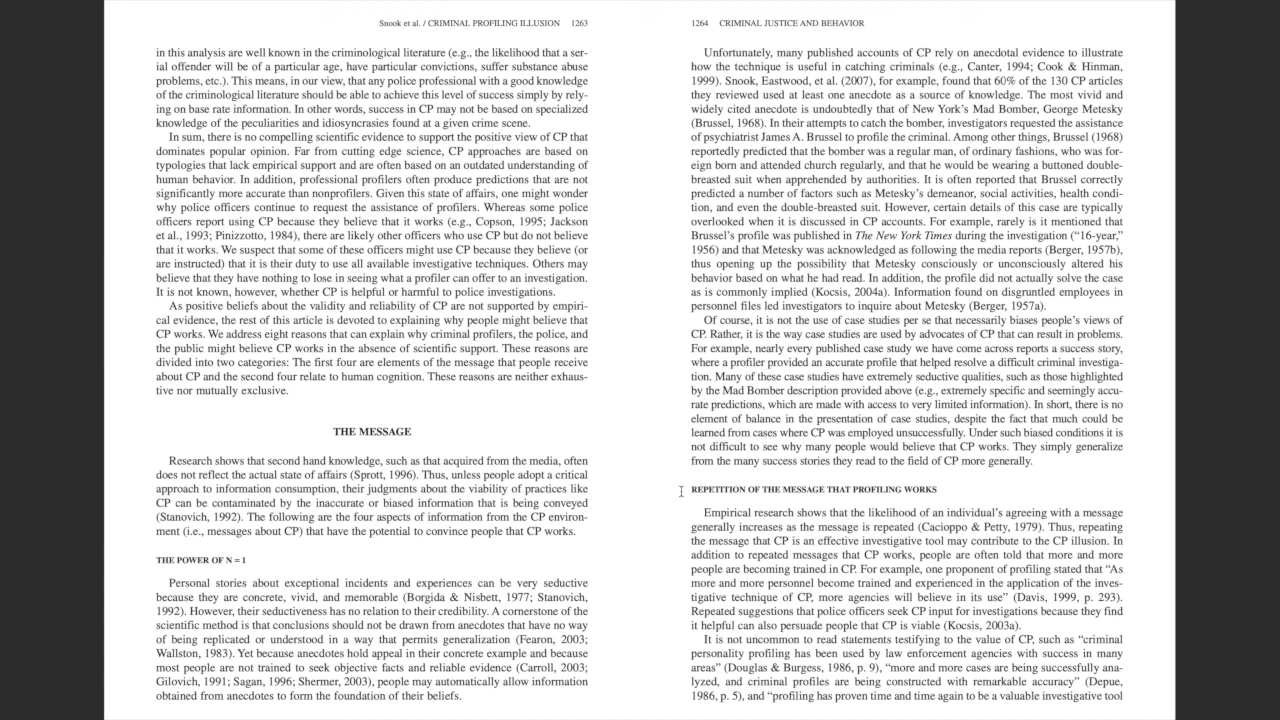 Snook et al. / CRIMINAL PROFILING ILLUSION 1263
in this analysis are well known in the criminological literature (e.g., the likelihood that a ser-
ial offender will be of a particular age, have particular convictions, suffer substance abuse
problems, etc.). This means, in our view, that any police professional with a good knowledge
of the criminological literature should be able to achieve this level of success simply by rely-
ing on base rate information. In other words, success in CP may not be based on specialized
knowledge of the peculiarities and idiosyncrasies found at a given crime scene.
In sum, there is no compelling scientific evidence to support the positive view of CP that
dominates popular opinion. Far from cutting edge science, CP approaches are based on
typologies that lack empirical support and are often based on an outdated understanding of
human behavior. In addition, professional profilers often produce predictions that are not
significantly more accurate than nonprofilers. Given this state of affairs, one might wonder
why police officers continue to request the assistance of profilers. Whereas some police
officers report using CP because they believe that it works (e.g., Copson, 1995; Jackson
et al., 1993; Pinizzotto, 1984), there are likely other officers who use CP but do not believe
that it works. We suspect that some of these officers might use CP because they believe (or
are instructed) that it is their duty to use all available investigative techniques. Others may
believe that they have nothing to lose in seeing what a profiler can offer to an investigation.
It is not known, however, whether CP is helpful or harmful to police investigations.
As positive beliefs about the validity and reliability of CP are not supported by empiri-
cal evidence, the rest of this article is devoted to explaining why people might believe that
CP works. We address eight reasons that can explain why criminal profilers, the police, and
the public might believe CP works in the absence of scientific support. These reasons are
divided into two categories: The first four are elements of the message that people receive
about CP and the second four relate to human cognition. These reasons are neither exhaus-
tive nor mutually exclusive.
THE MESSAGE
Research shows that second hand knowledge, such as that acquired from the media, often
does not reflect the actual state of affairs (Sprott, 1996). Thus, unless people adopt a critical
approach to information consumption, their judgments about the viability of practices like
CP can be contaminated by the inaccurate or biased information that is being conveyed
(Stanovich, 1992). The following are the four aspects of information from the CP environ-
ment (i.e., messages about CP) that have the potential to convince people that CP works.
THE POWER OF N = 1
Personal stories about exceptional incidents and experiences can be very seductive
because they are concrete, vivid, and memorable (Borgida & Nisbett, 1977; Stanovich,
1992). However, their seductiveness has no relation to their credibility. A cornerstone of the
scientific method is that conclusions should not be drawn from anecdotes that have no way
of being replicated or understood in a way that permits generalization (Fearon, 2003;
Wallston, 1983). Yet because anecdotes hold appeal in their concrete example and because
most people are not trained to seek objective facts and reliable evidence (Carroll, 2003;
Gilovich, 1991; Sagan, 1996; Shermer, 2003), people may automatically allow information
obtained from anecdotes to form the foundation of their beliefs.
1264 CRIMINAL JUSTICE AND BEHAVIOR
Unfortunately, many published accounts of CP rely on anecdotal evidence to illustrate
how the technique is useful in catching criminals (e.g., Canter, 1994; Cook & Hinman,
1999). Snook, Eastwood, et al. (2007), for example, found that 60% of the 130 CP articles
they reviewed used at least one anecdote as a source of knowledge. The most vivid and
widely cited anecdote is undoubtedly that of New York's Mad Bomber, George Metesky
(Brussel, 1968). In their attempts to catch the bomber, investigators requested the assistance
of psychiatrist James A. Brussel to profile the criminal. Among other things, Brussel (1968)
reportedly predicted that the bomber was a regular man, of ordinary fashions, who was for-
eign born and attended church regularly, and that he would be wearing a buttoned double-
breasted suit when apprehended by authorities. It is often reported that Brussel correctly
predicted a number of factors such as Metesky's demeanor, social activities, health condi-
tion, and even the double-breasted suit. However, certain details of this case are typically
overlooked when it is discussed in CP accounts. For example, rarely is it mentioned that
Brussel's profile was published in The New York Times during the investigation ("16-year,"
1956) and that Metesky was acknowledged as following the media reports (Berger, 1957b),
thus opening up the possibility that Metesky consciously or unconsciously altered his
behavior based on what he had read. In addition, the profile did not actually solve the case
as is commonly implied (Kocsis, 2004a). Information found on disgruntled employees in
personnel files led investigators to inquire about Metesky (Berger, 1957a).
Of course, it is not the use of case studies per se that necessarily biases people's views of
CP. Rather, it is the way case studies are used by advocates of CP that can result in problems.
For example, nearly every published case study we have come across reports a success story,
where a profiler provided an accurate profile that helped resolve a difficult criminal investiga-
tion. Many of these case studies have extremely seductive qualities, such as those highlighted
by the Mad Bomber description provided above (e.g., extremely specific and seemingly accu-
rate predictions, which are made with access to very limited information). In short, there is no
element of balance in the presentation of case studies, despite the fact that much could be
learned from cases where CP was employed unsuccessfully. Under such biased conditions it is
not difficult to see why many people would believe that CP works. They simply generalize
from the many success stories they read to the field of CP more generally.
REPETITION OF THE MESSAGE THAT PROFILING WORKS
Empirical research shows that the likelihood of an individual's agreeing with a message
generally increases as the message is repeated (Cacioppo & Petty, 1979). Thus, repeating
the message that CP is an effective investigative tool may contribute to the CP illusion. In
addition to repeated messages that CP works, people are often told that more and more
people are becoming trained in CP. For example, one proponent of profiling stated that "As
more and more personnel become trained and experienced in the application of the inves-
tigative technique of CP, more agencies will believe in its use" (Davis, 1999, p. 293).
Repeated suggestions that police officers seek CP input for investigations because they find
it helpful can also persuade people that CP is viable (Kocsis, 2003a).
It is not uncommon to read statements testifying to the value of CP, such as "criminal
personality profiling has been used by law enforcement agencies with success in many
areas" (Douglas & Burgess, 1986, p. 9), "more and more cases are being successfully ana-
lyzed, and criminal profiles are being constructed with remarkable accuracy" (Depue,
1986, p. 5), and "profiling has proven time and time again to be a valuable investigative tool